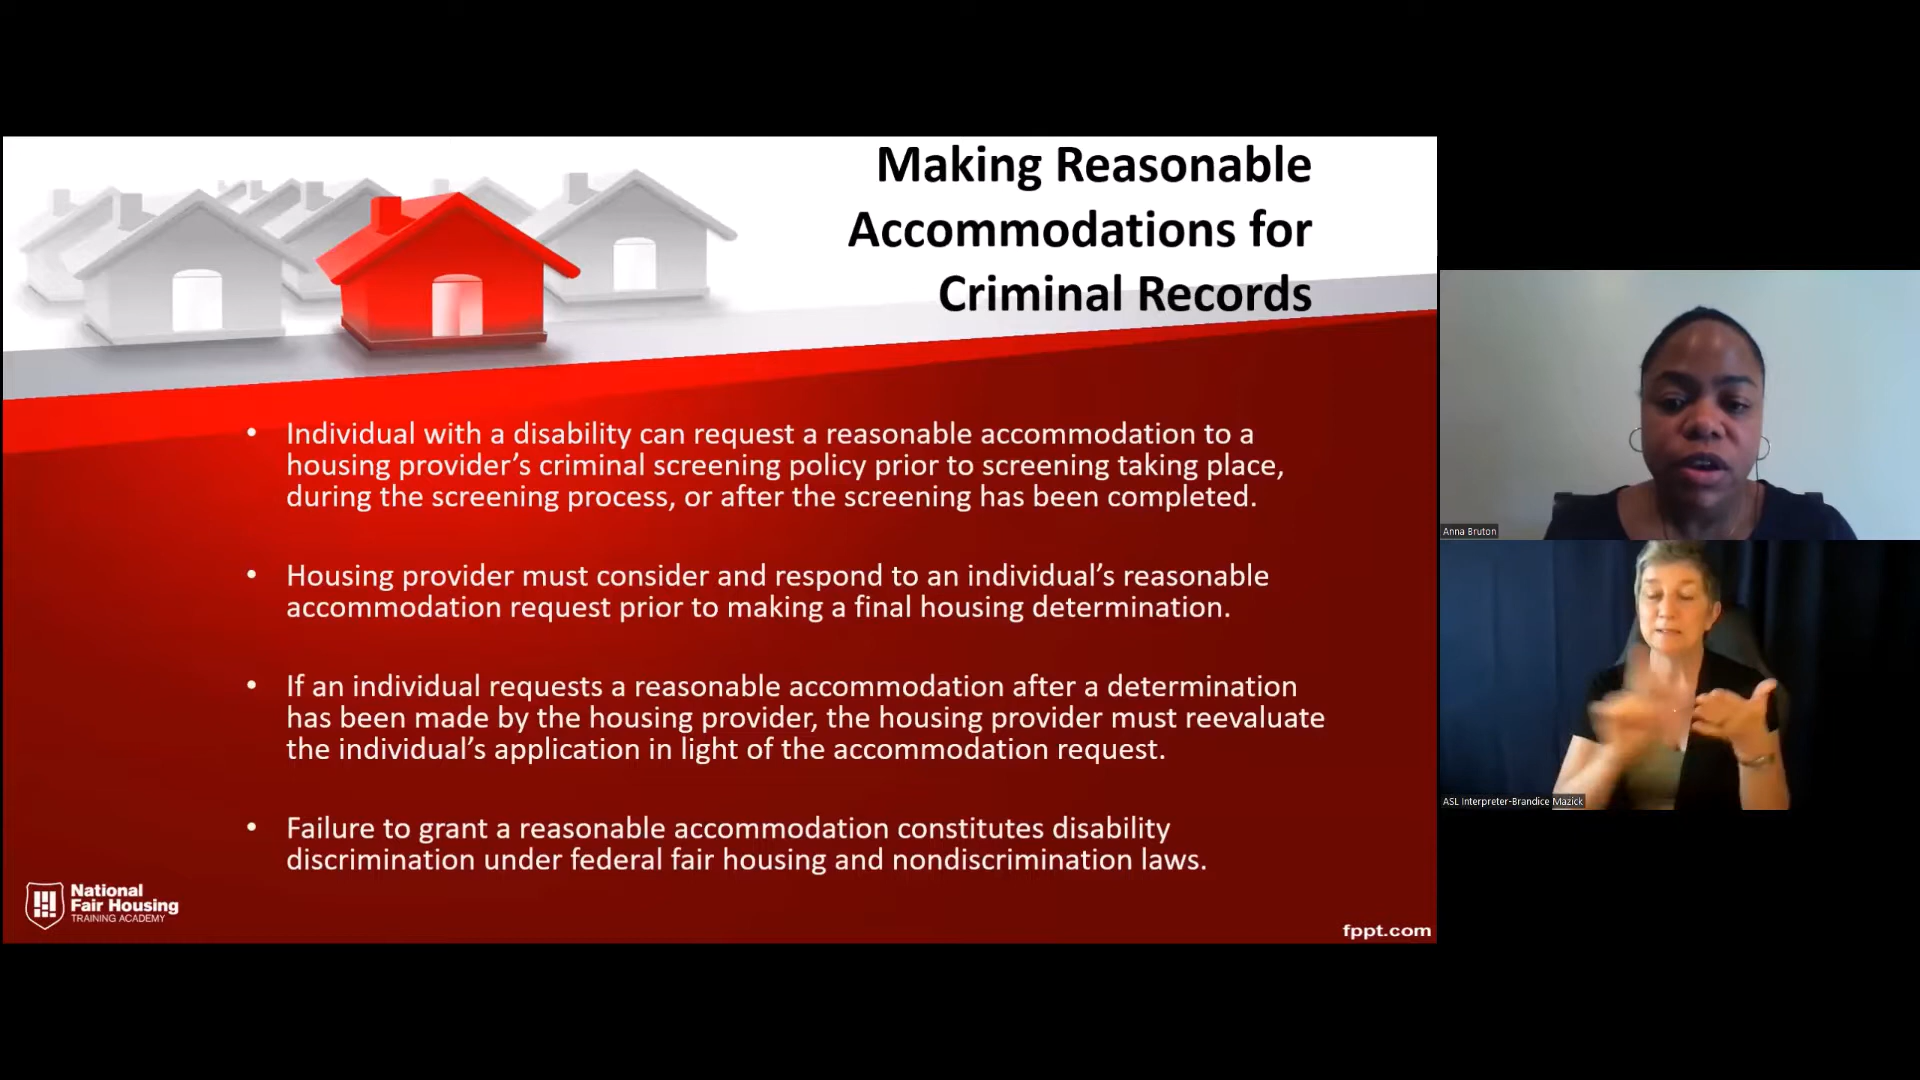 Making Reasonable
Accommodations for
Criminal Records
• Individual with a disability can request a reasonable accommodation to a
housing provider’s criminal screening policy prior to screening taking place,
during the screening process, or after the screening has been completed.
• Housing provider must consider and respond to an individual’s reasonable
accommodation request prior to making a final housing determination.
• If an individual requests a reasonable accommodation after a determination
has been made by the housing provider, the housing provider must reevaluate
the individual’s application in light of the accommodation request.
• Failure to grant a reasonable accommodation constitutes disability
discrimination under federal fair housing and nondiscrimination laws.
National
Fair Housing
TRAINING ACADEMY
fppt.com
Anna Bruton
ASL Interpreter-Brandice Mazick